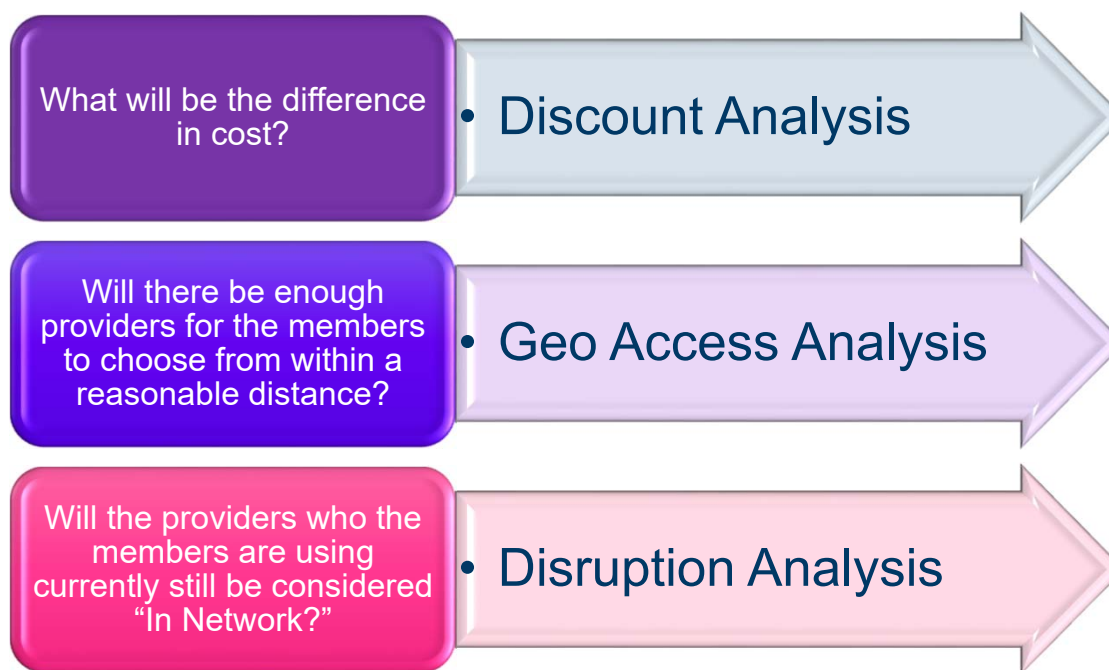 What will be the difference
in cost?
• Discount Analysis
Will there be enough
providers for the members
to choose from within a
reasonable distance?
• Geo Access Analysis
Will the providers who the
members are using
currently still be considered
“In Network?”
• Disruption Analysis